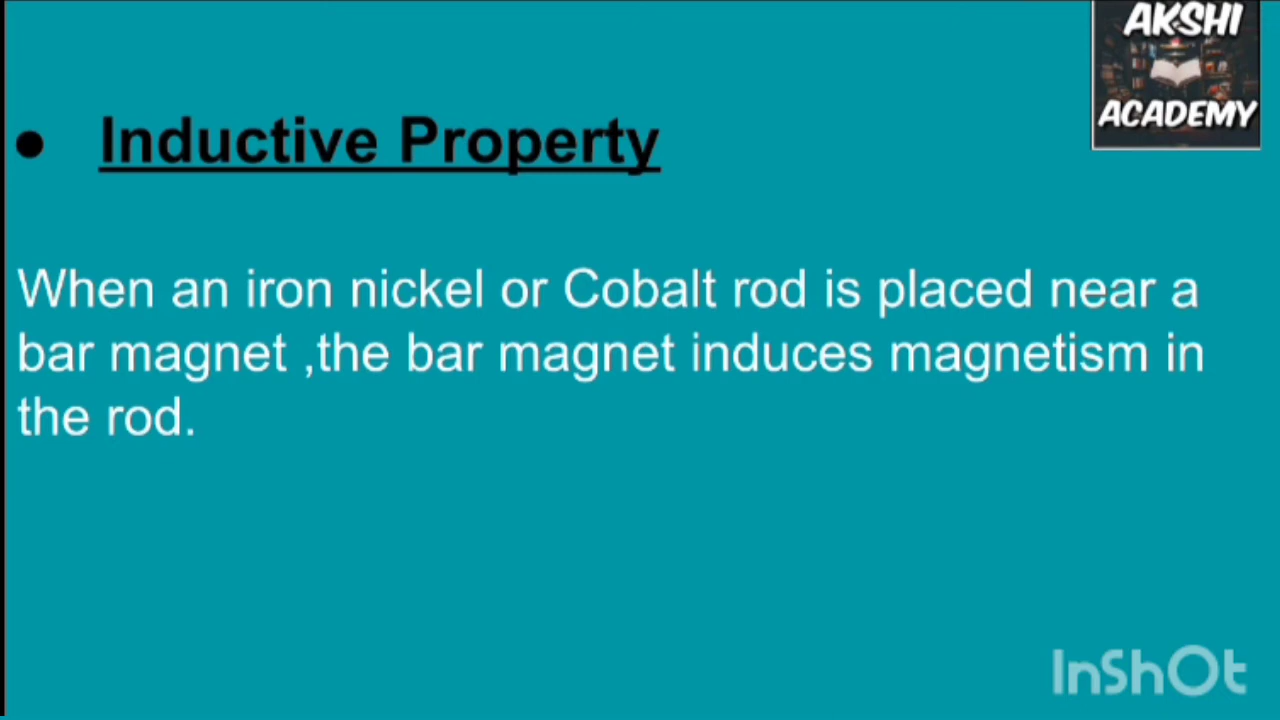 AKSHI
ACADEMY
● Inductive Property
When an iron nickel or Cobalt rod is placed near a
bar magnet ,the bar magnet induces magnetism in
the rod.
InShOt